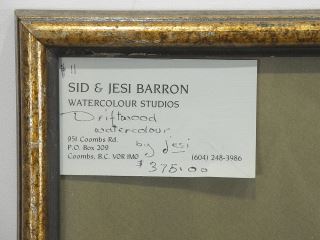 $ 11
SID & JESI BARRON
WATERCOLOUR STUDIOS
Driftwood
watercolour
951 Coombs Rd.
by Jesi
P.O. Box 209
Coombs, B.C. V0R 1M0
(604) 248-3986
$375.00